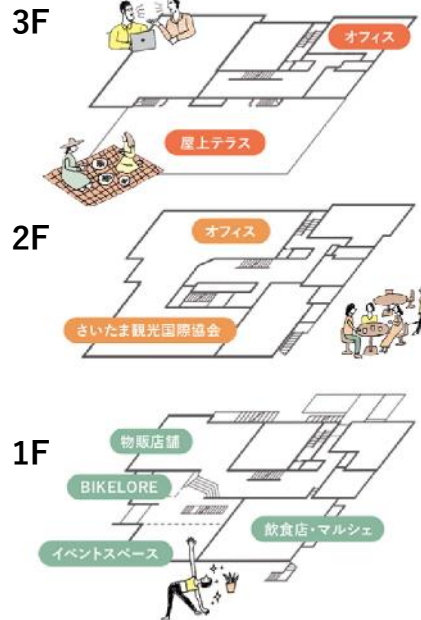 3F
オフィス
屋上テラス
2F
オフィス
さいたま観光国際協会
1F
物販店舗
BIKELORE
飲食店・マルシェ
イベントスペース